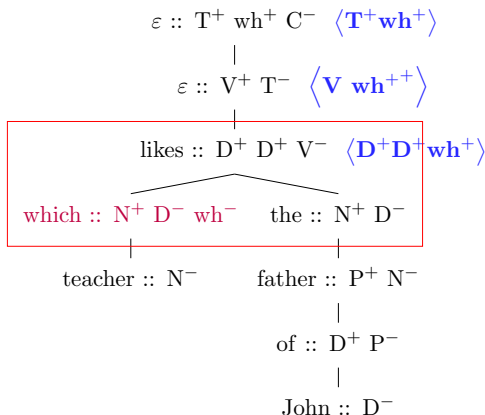 ε :: T⁺ wh⁺ C⁻ ⟨T⁺wh⁺⟩
ε :: V⁺ T⁻ ⟨V wh⁺⁺⟩
likes :: D⁺ D⁺ V⁻ ⟨D⁺D⁺wh⁺⟩
which :: N⁺ D⁻ wh⁻ the :: N⁺ D⁻
teacher :: N⁻ father :: P⁺ N⁻
of :: D⁺ P⁻
John :: D⁻